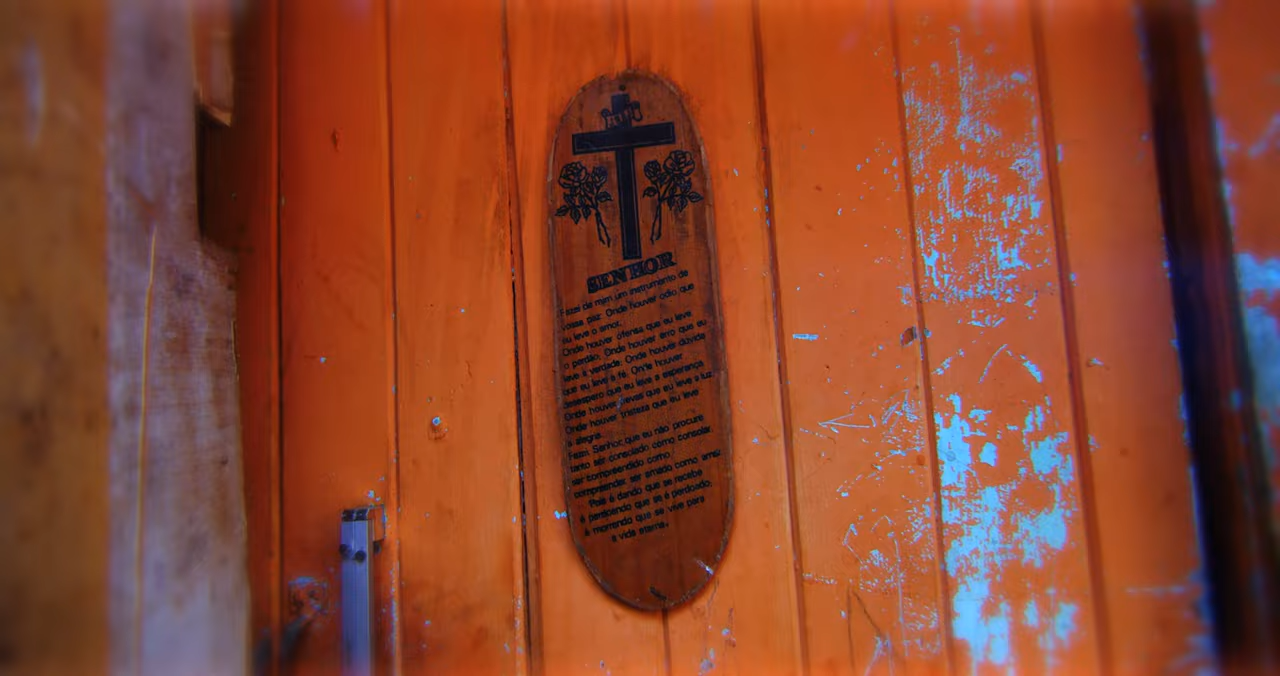 INRI
SENHOR
Fazei de mim um instrumento de
vossa paz. Onde houver ódio que
eu leve o amor.
Onde houver ofensa que eu leve
o perdão. Onde houver erro que eu
leve a verdade. Onde houver dúvida
que eu leve a fé. Onde houver
desespero que eu leve a esperança
Onde houver trevas que eu leve a luz.
Onde houver tristeza que eu leve
a alegria.
Fazei, Senhor, que eu não procure
tanto ser consolado como consolar,
ser compreendido como
compreender, ser amado como amar
Pois é dando que se recebe
é perdoando que se é perdoado,
é morrendo que se vive para
a vida eterna.